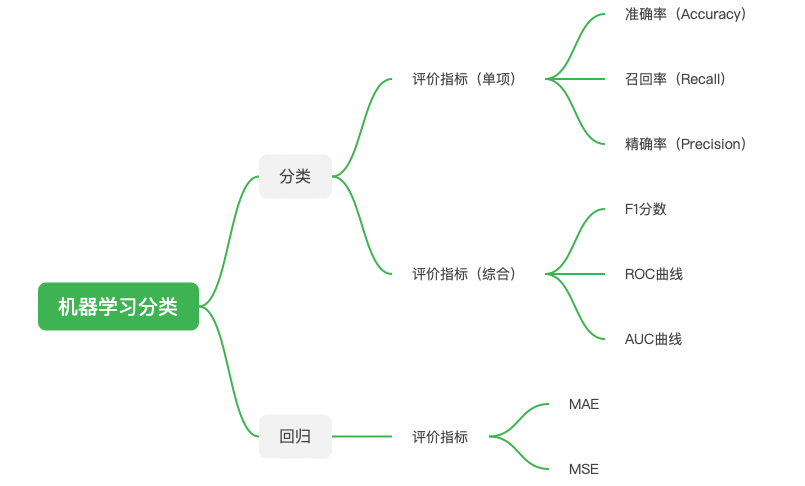 机器学习分类
分类
评价指标（单项）
准确率（Accuracy）
召回率（Recall）
精确率（Precision）
评价指标（综合）
F1分数
ROC曲线
AUC曲线
回归
评价指标
MAE
MSE